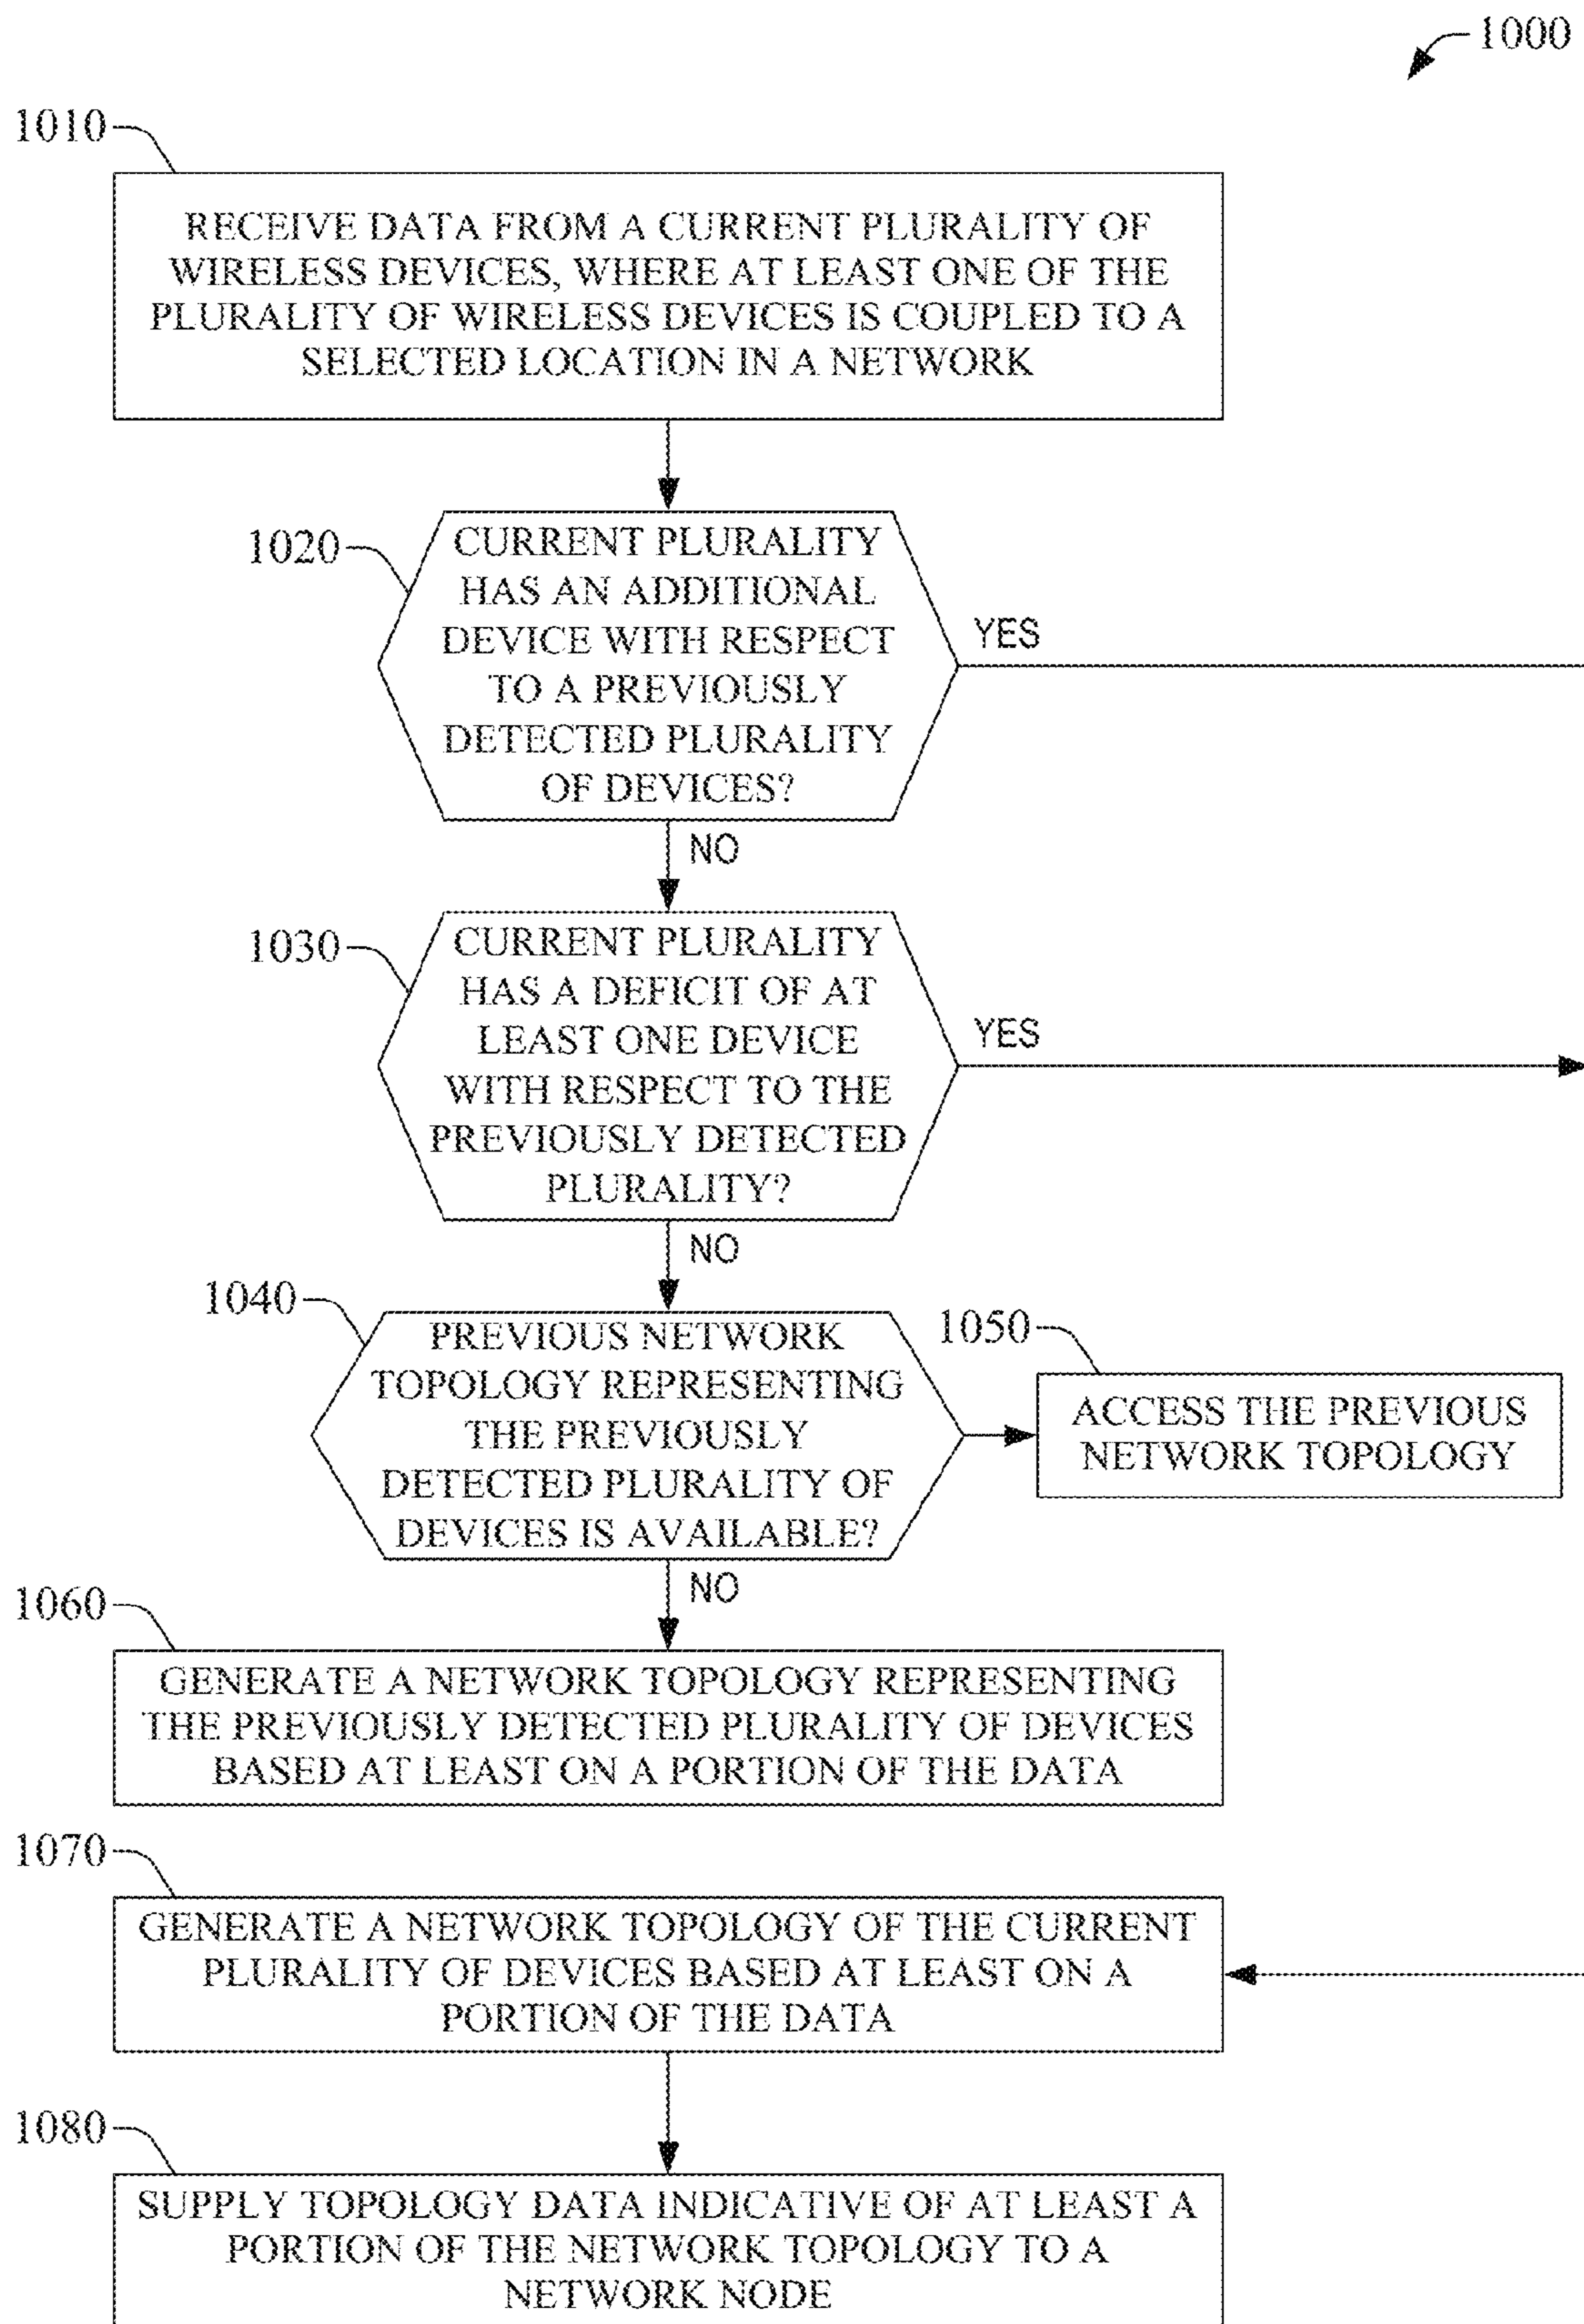 1000
1010
RECEIVE DATA FROM A CURRENT PLURALITY OF
WIRELESS DEVICES, WHERE AT LEAST ONE OF THE
PLURALITY OF WIRELESS DEVICES IS COUPLED TO A
SELECTED LOCATION IN A NETWORK
1020
CURRENT PLURALITY
HAS AN ADDITIONAL
DEVICE WITH RESPECT
TO A PREVIOUSLY
DETECTED PLURALITY
OF DEVICES?
YES
NO
1030
CURRENT PLURALITY
HAS A DEFICIT OF AT
LEAST ONE DEVICE
WITH RESPECT TO THE
PREVIOUSLY DETECTED
PLURALITY?
YES
NO
1040
PREVIOUS NETWORK
TOPOLOGY REPRESENTING
THE PREVIOUSLY
DETECTED PLURALITY OF
DEVICES IS AVAILABLE?
1050
ACCESS THE PREVIOUS
NETWORK TOPOLOGY
NO
1060
GENERATE A NETWORK TOPOLOGY REPRESENTING
THE PREVIOUSLY DETECTED PLURALITY OF DEVICES
BASED AT LEAST ON A PORTION OF THE DATA
1070
GENERATE A NETWORK TOPOLOGY OF THE CURRENT
PLURALITY OF DEVICES BASED AT LEAST ON A
PORTION OF THE DATA
1080
SUPPLY TOPOLOGY DATA INDICATIVE OF AT LEAST A
PORTION OF THE NETWORK TOPOLOGY TO A
NETWORK NODE